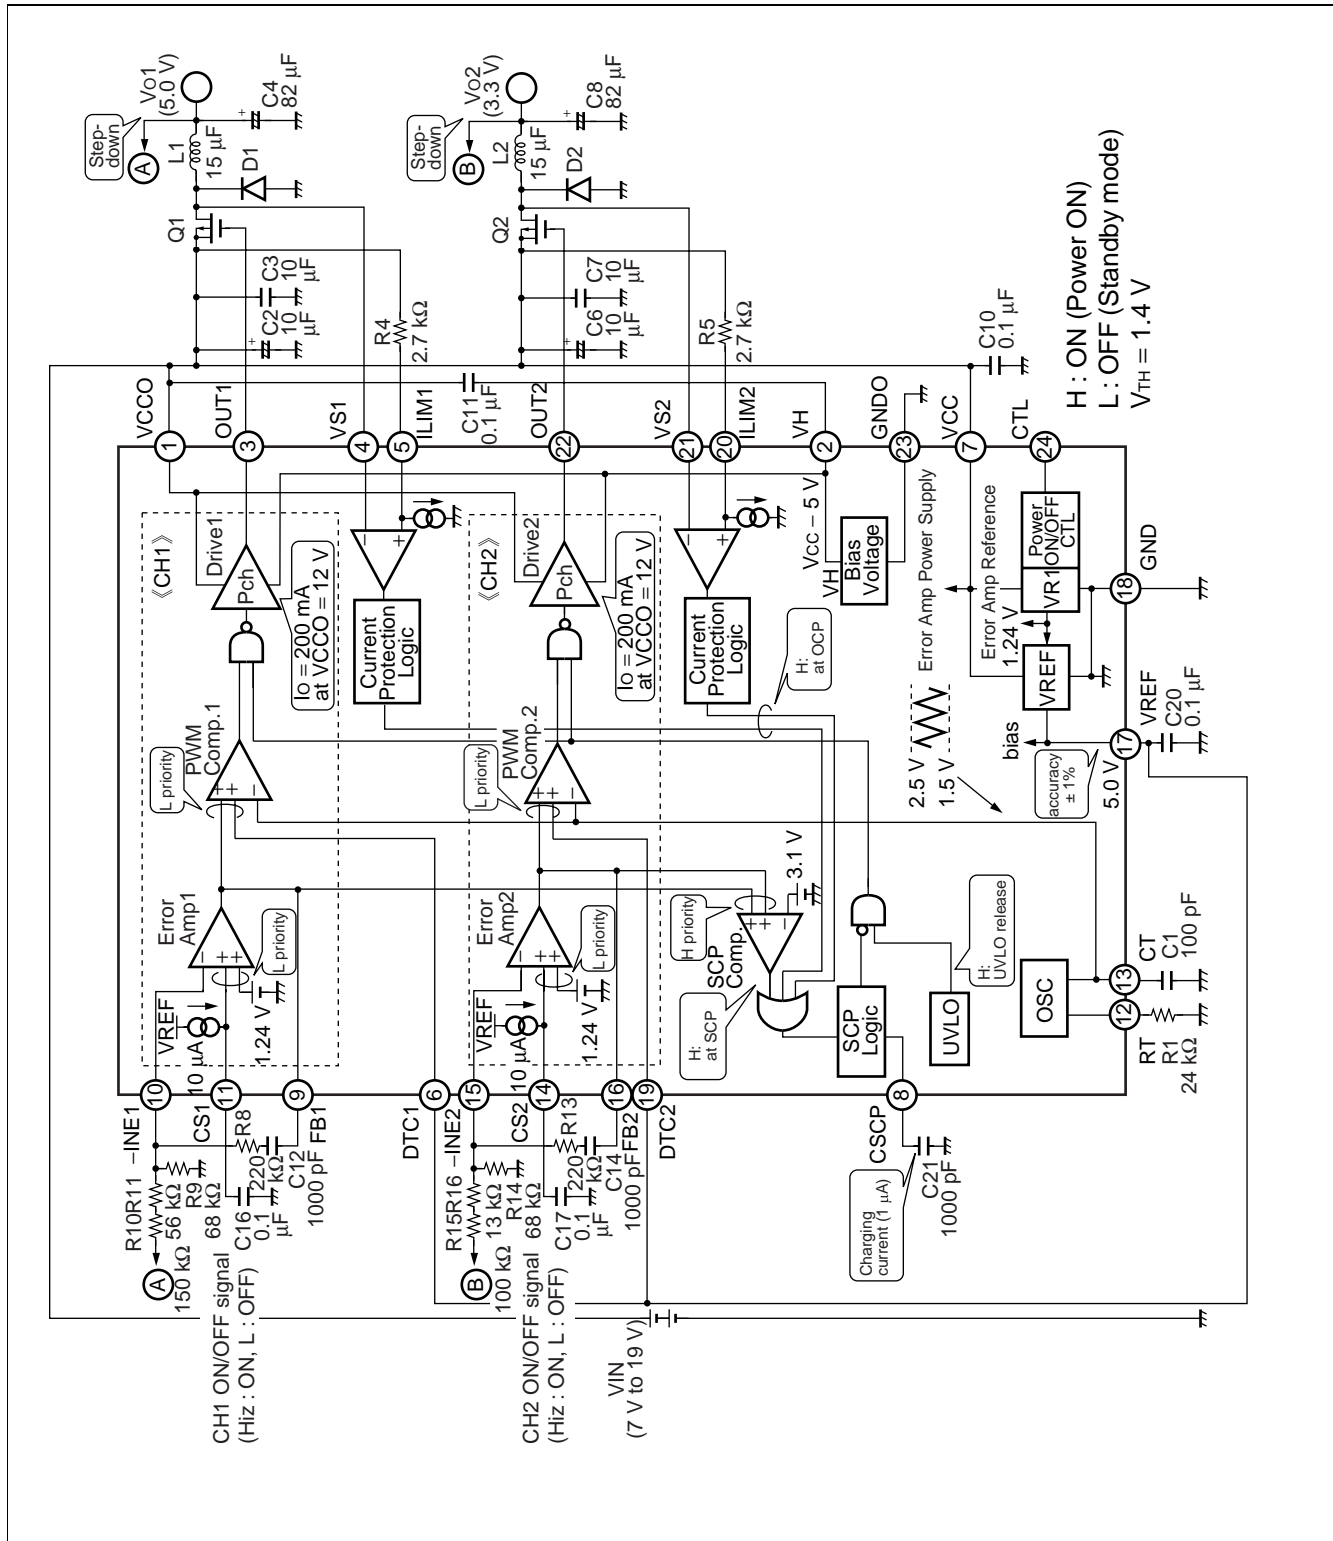 A
150 kΩ
R10
R11
56 kΩ
R9
68 kΩ
CH1 ON/OFF signal
(Hiz : ON, L : OFF)
C16
0.1
µF
R8
220
kΩ
C12
1000 pF
−INE1
10
CS1
11
FB1
9
VREF
10 µA
1.24 V
Error
Amp1
−
+
+
L priority
PWM
Comp.1
+
+
−
L priority
《CH1》
Drive1
Pch
IO = 200 mA
at VCCO = 12 V
Current
Protection
Logic
−
+
VCCO
1
OUT1
3
VS1
4
ILIM1
5
Q1
C2
10
µF
C3
10
µF
R4
2.7 kΩ
Step-
down
A
VO1
(5.0 V)
L1
15 µF
D1
C4
82 µF
DTC1
6
B
100 kΩ
R15
R16
13 kΩ
R14
68 kΩ
CH2 ON/OFF signal
(Hiz : ON, L : OFF)
C17
0.1
µF
R13
220
kΩ
C14
1000 pF
−INE2
15
CS2
14
FB2
16
DTC2
19
VREF
10 µA
1.24 V
Error
Amp2
−
+
+
L priority
PWM
Comp.2
+
+
−
L priority
《CH2》
Drive2
Pch
IO = 200 mA
at VCCO = 12 V
Current
Protection
Logic
−
+
H:
at OCP
C11
0.1 µF
OUT2
22
VS2
21
ILIM2
20
Q2
C6
10
µF
C7
10
µF
R5
2.7 kΩ
Step-
down
B
VO2
(3.3 V)
L2
15 µF
D2
C8
82 µF
VIN
(7 V to 19 V)
H:
at SCP
SCP
Comp.
H priority
+
+
−
3.1 V
SCP
Logic
CSCP
8
Charging
current (1 µA)
C21
1000 pF
UVLO
H:
UVLO release
VH
2
VCC − 5 V
VH
Bias
Voltage
GNDO
23
VCC
7
C10
0.1 µF
CTL
24
H : ON (Power ON)
L : OFF (Standby mode)
VTH = 1.4 V
Error Amp Power Supply
Error Amp Reference
1.24 V
Power
ON/OFF
CTL
VR1
VREF
bias
2.5 V
1.5 V
accuracy
± 1%
5.0 V
OSC
RT
12
R1
24 kΩ
CT
13
C1
100 pF
VREF
17
C20
0.1 µF
GND
18